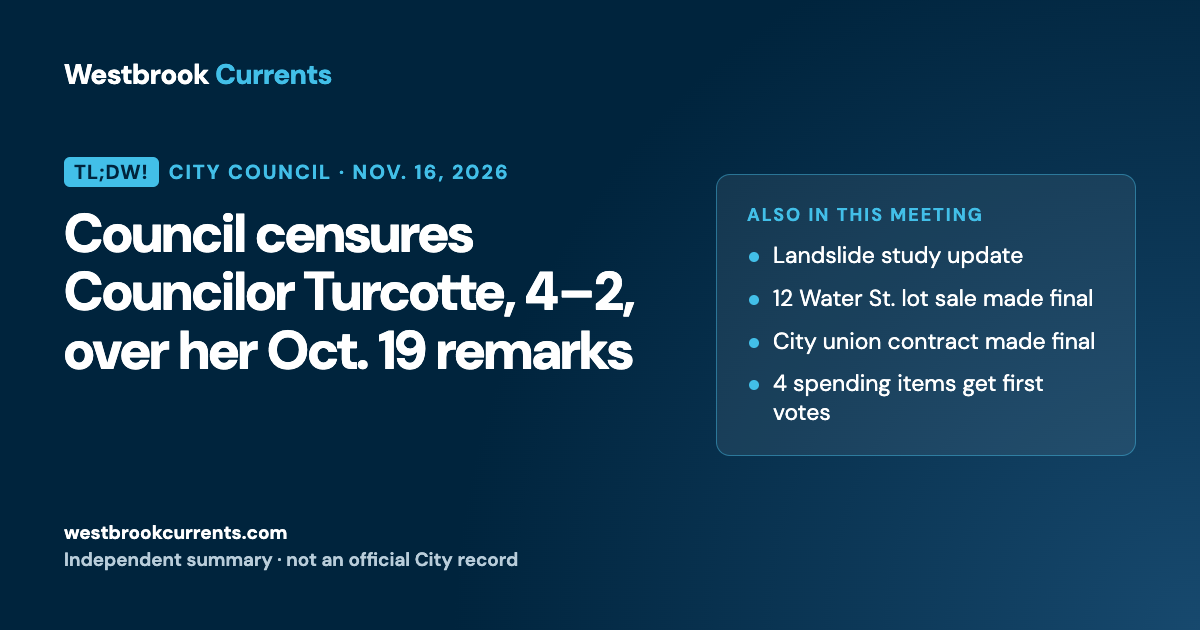 Westbrook Currents
TL;DW! CITY COUNCIL · NOV. 16, 2026
Council censures
Councilor Turcotte, 4–2,
over her Oct. 19 remarks
ALSO IN THIS MEETING
Landslide study update
12 Water St. lot sale made final
City union contract made final
4 spending items get first
votes
westbrookcurrents.com
Independent summary · not an official City record